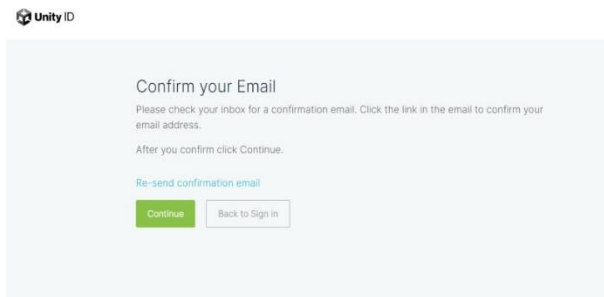 Unity ID
Confirm your Email
Please check your inbox for a confirmation email. Click the link in the email to confirm your
email address.
After you confirm click Continue.
Re-send confirmation email
Continue
Back to Sign in